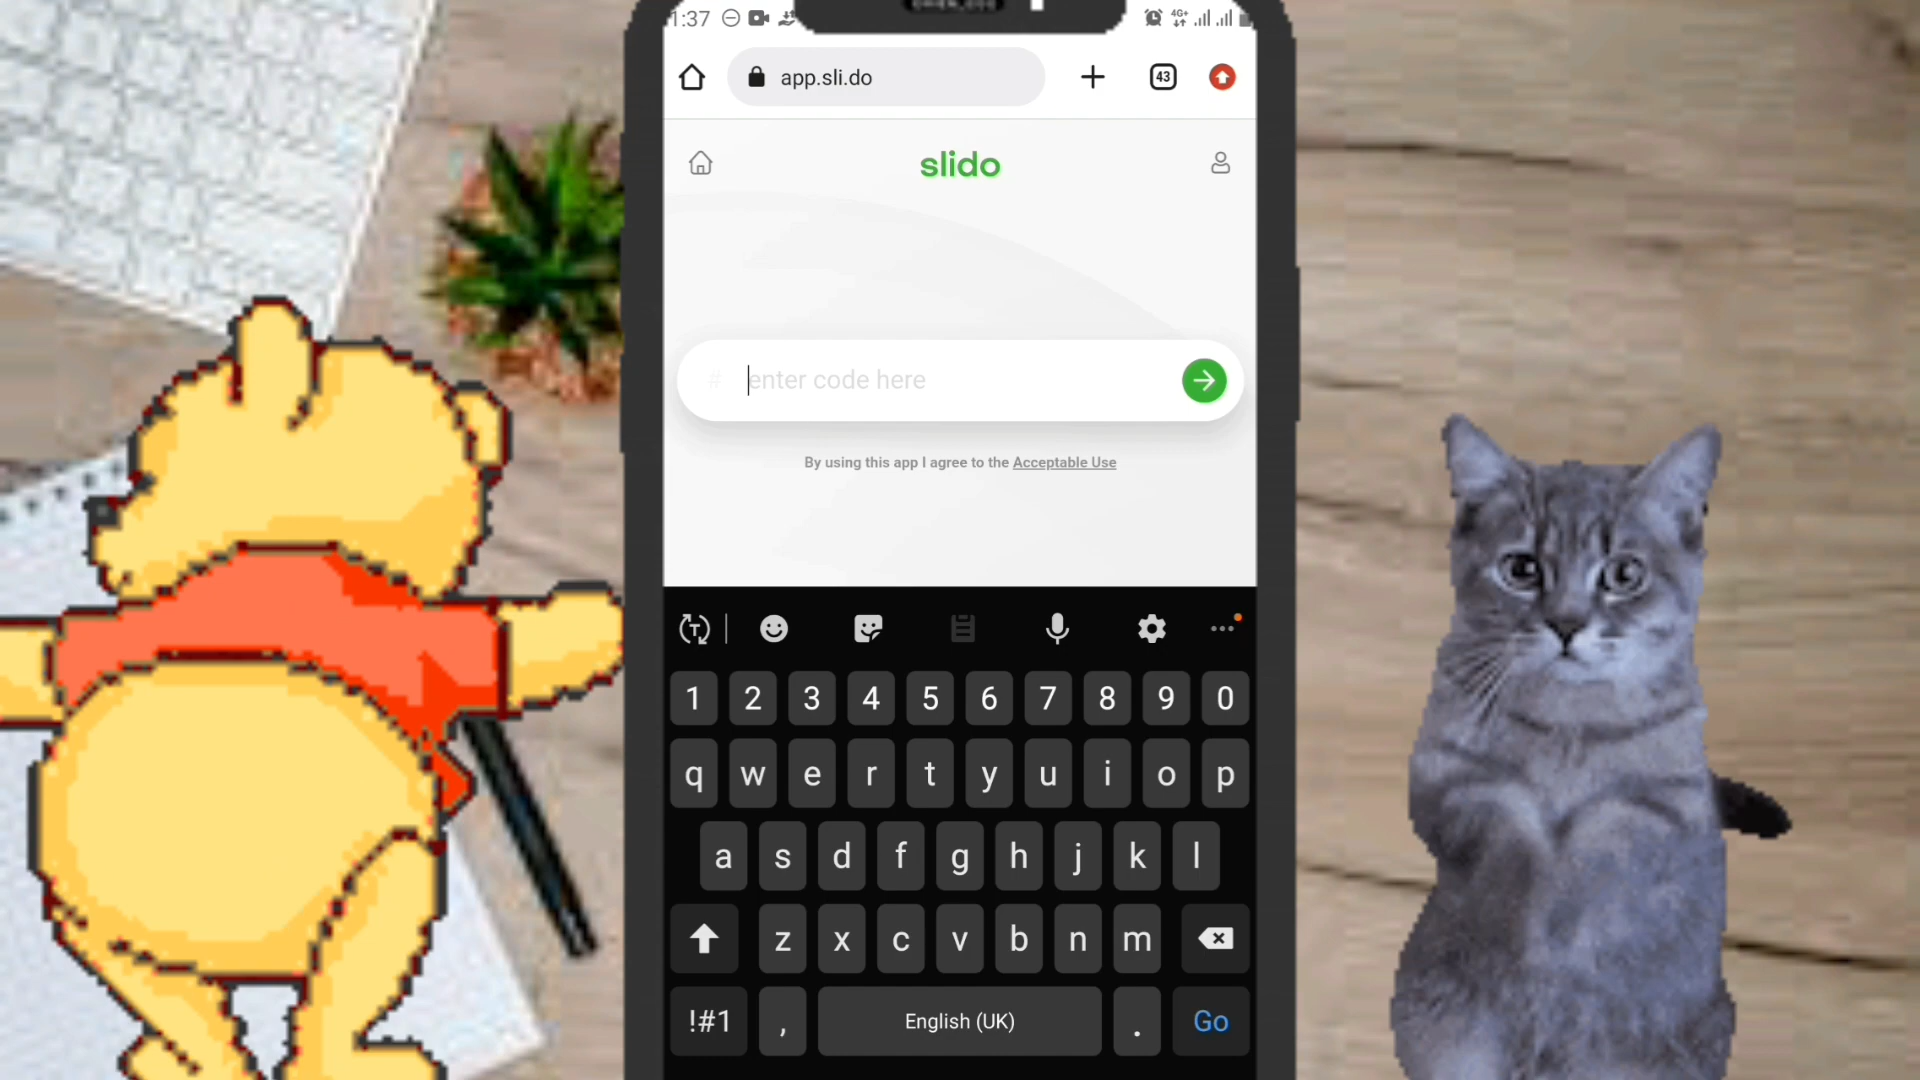 1:37 4G+
app.sli.do 43
slido
# enter code here
By using this app I agree to the Acceptable Use
1 2 3 4 5 6 7 8 9 0
q w e r t y u i o p
a s d f g h j k l
z x c v b n m
!#1 , English (UK) . Go